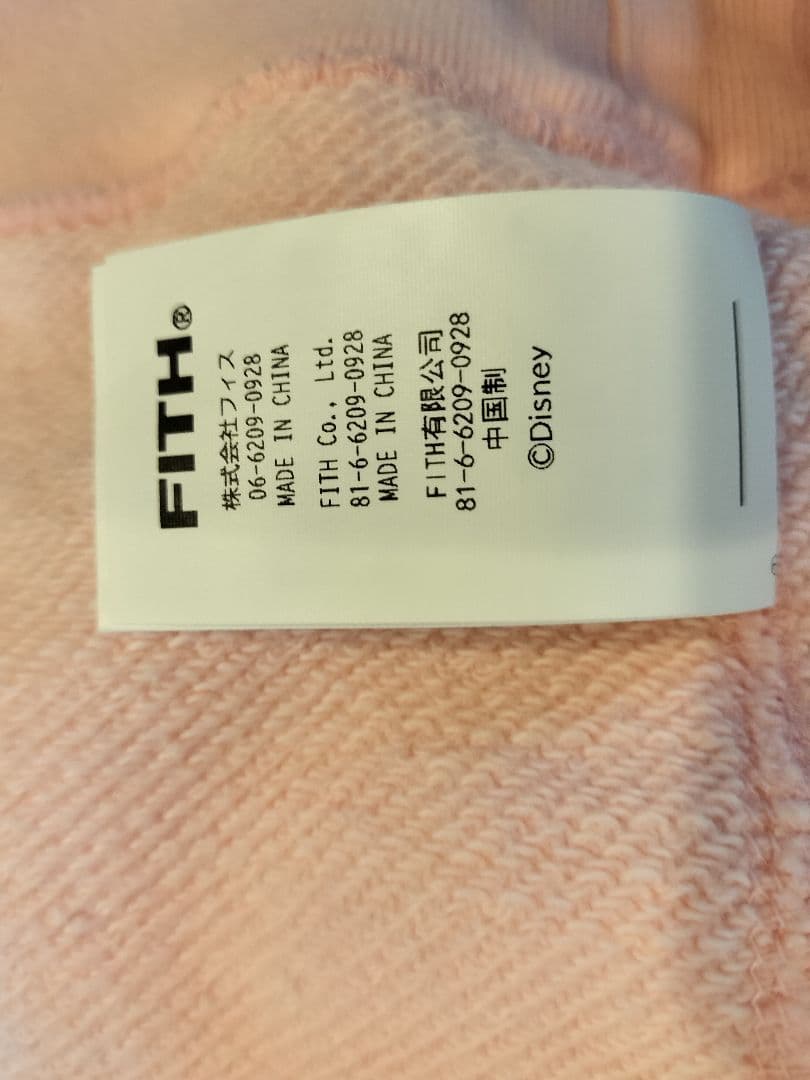 FITH®
株式会社フィス
06-6209-0928
MADE IN CHINA
FITH Co., Ltd.
81-6-6209-0928
MADE IN CHINA
FITH有限公司
81-6-6209-0928
中国制
©Disney